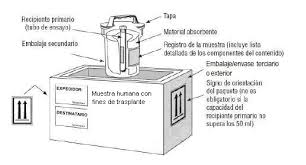 Recipiente primario
(tubo de ensayo)
Embalaje secundario
Tapa
Material absorbente
Registro de la muestra (incluye lista
detallada de los componentes del contenido)
Embalaje/envase terciario
o exterior
Signo de orientación
del paquete (no es
obligatorio si la
capacidad del
recipiente primario no
supera los 50 ml)
EXPEDIDOR:
DESTINATARIO:
Muestra humana con
fines de trasplante